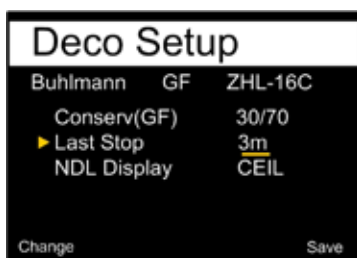 Deco Setup
Buhlmann GF ZHL-16C
Conserv(GF) 30/70
Last Stop 3m
NDL Display CEIL
Change Save